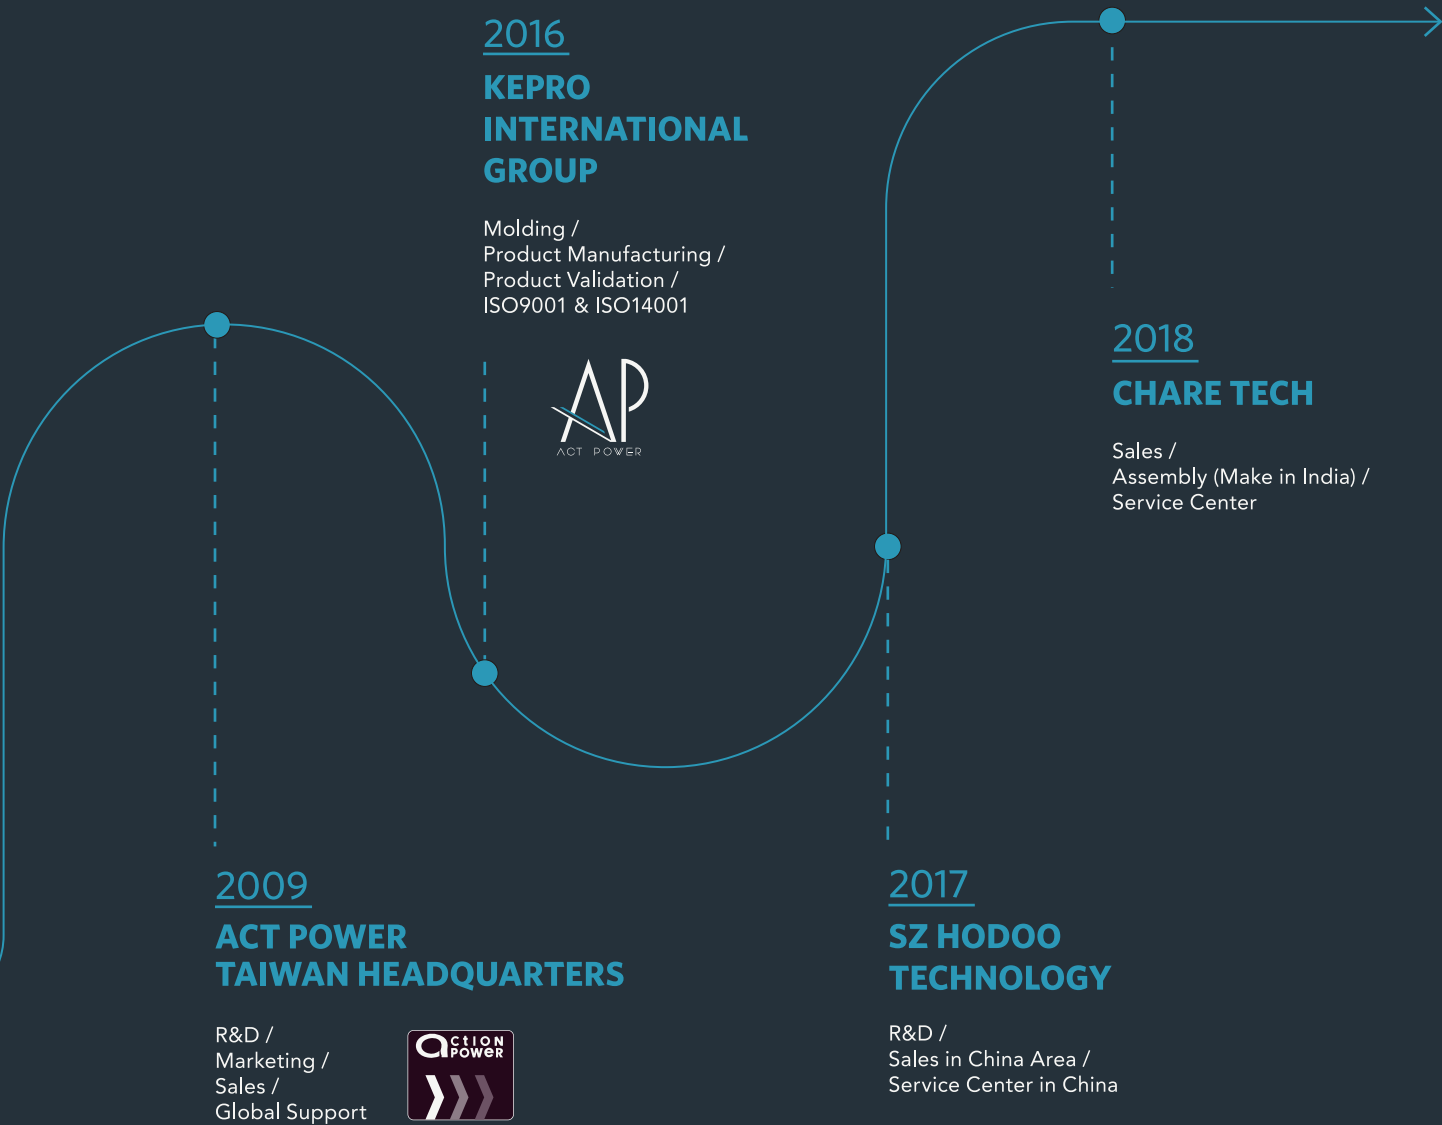 2016
KEPRO
INTERNATIONAL
GROUP
Molding /
Product Manufacturing /
Product Validation /
ISO9001 & ISO14001
AP
ACT POWER
2018
CHARE TECH
Sales /
Assembly (Make in India) /
Service Center
2009
ACT POWER
TAIWAN HEADQUARTERS
R&D /
Marketing /
Sales /
Global Support
action
POWER
2017
SZ HODOO
TECHNOLOGY
R&D /
Sales in China Area /
Service Center in China